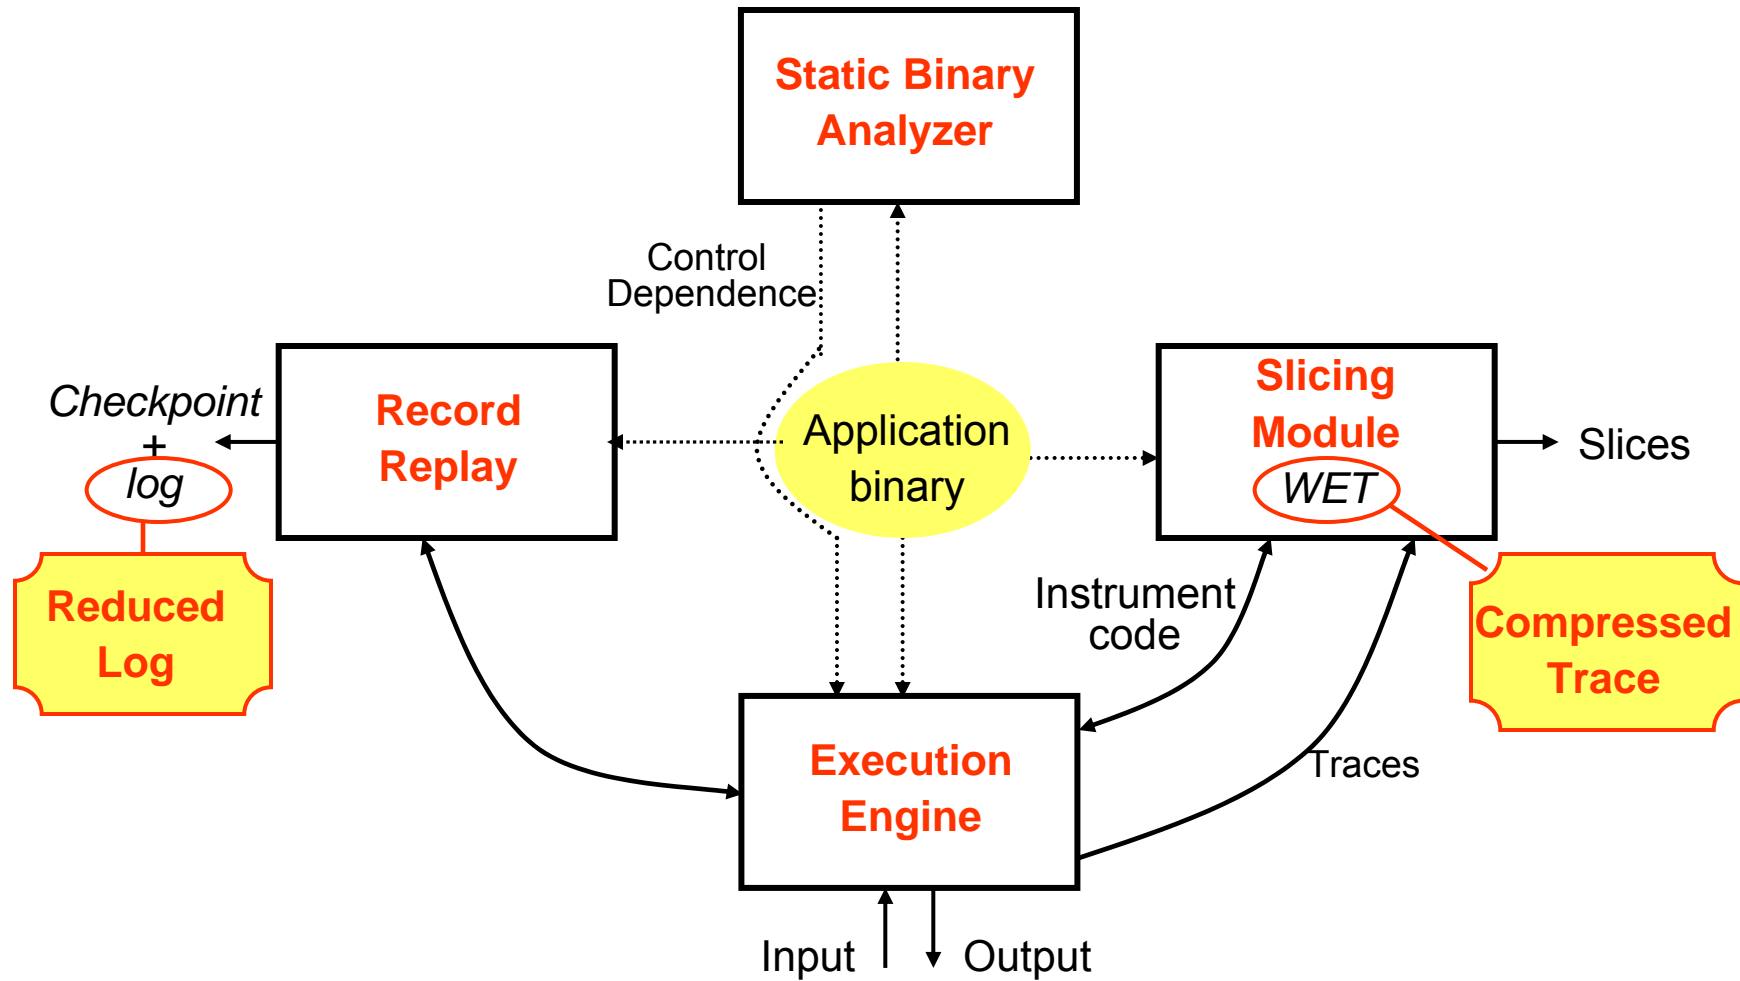 Static Binary
Analyzer
Control
Dependence
Checkpoint
+
log
Record
Replay
Application
binary
Slicing
Module
WET
Slices
Reduced
Log
Instrument
code
Compressed
Trace
Execution
Engine
Traces
Input
Output